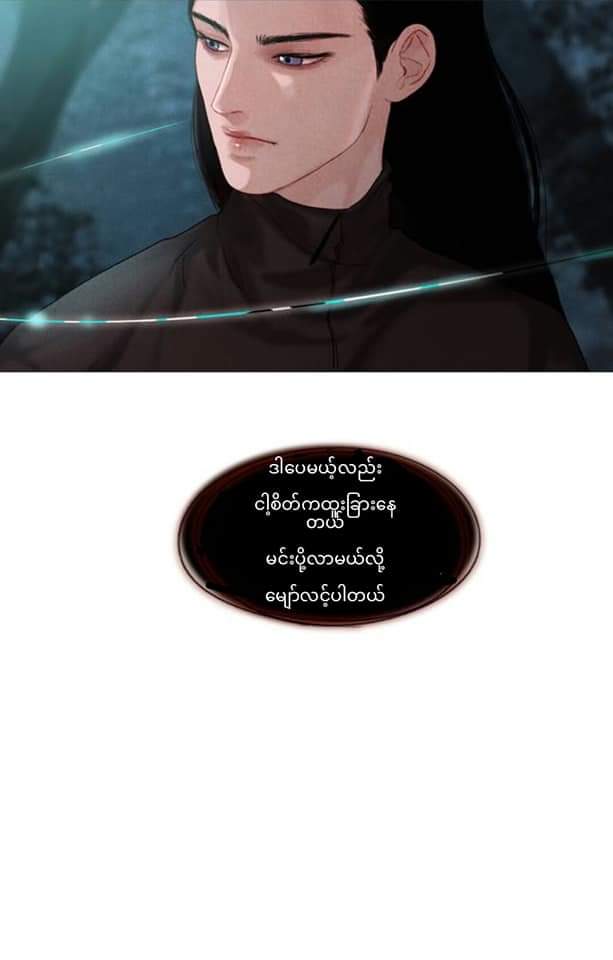 ဒါပေမယ့်လည်း
ငါ့စိတ်ကထူးခြားနေ
တယ်
မင်းပို့လာမယ်လို့
မျှော်လင့်ပါတယ်